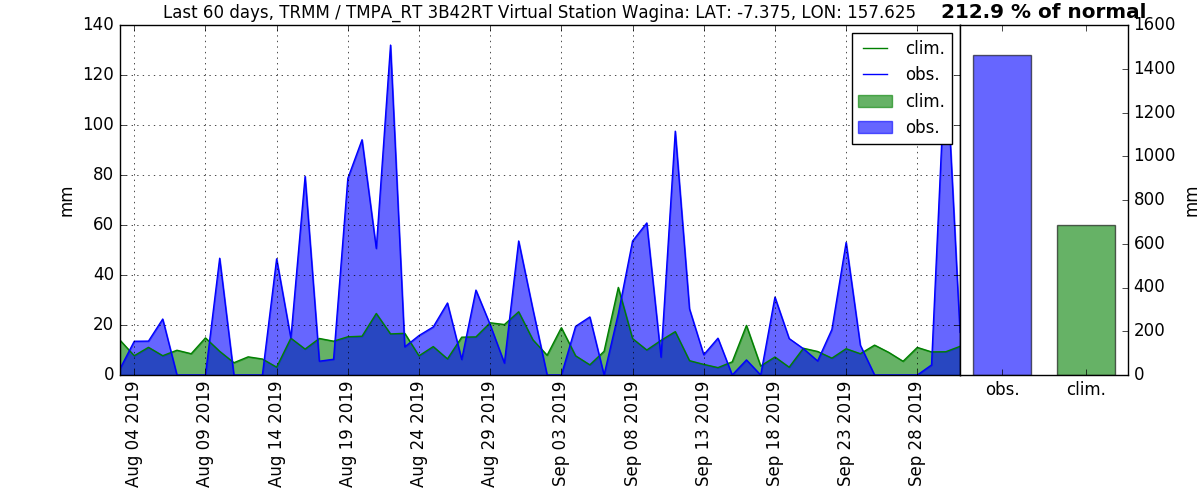 Last 60 days, TRMM / TMPA_RT 3B42RT Virtual Station Wagina: LAT: -7.375, LON: 157.625
212.9 % of normal
140
120
100
80
60
40
20
0
mm
clim.
obs.
clim.
obs.
1600
1400
1200
1000
800
600
400
200
0
mm
Aug 04 2019
Aug 09 2019
Aug 14 2019
Aug 19 2019
Aug 24 2019
Aug 29 2019
Sep 03 2019
Sep 08 2019
Sep 13 2019
Sep 18 2019
Sep 23 2019
Sep 28 2019
obs.
clim.